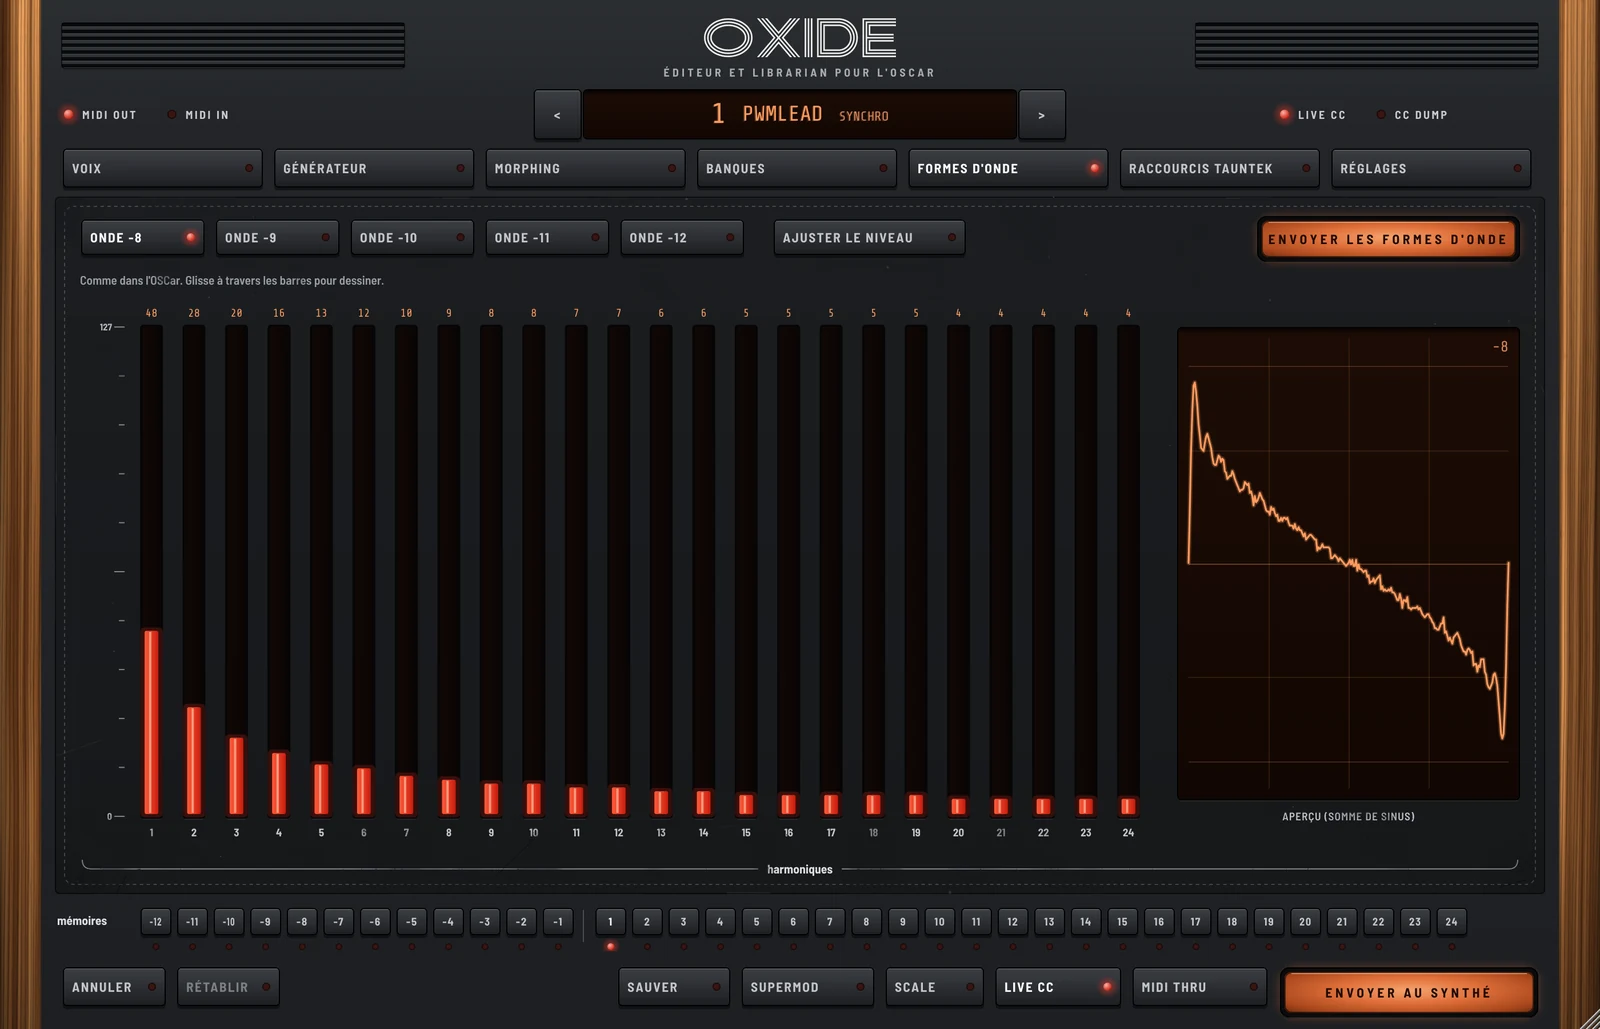 OXIDE
ÉDITEUR ET LIBRARIAN POUR L'OSCAR
MIDI OUT MIDI IN < 1 PWMLEAD SYNCHRO > LIVE CC CC DUMP
VOIX GÉNÉRATEUR MORPHING BANQUES FORMES D'ONDE RACCOURCIS TAUNTEK RÉGLAGES
ONDE -8 ONDE -9 ONDE -10 ONDE -11 ONDE -12 AJUSTER LE NIVEAU ENVOYER LES FORMES D'ONDE
Comme dans l'OSCar. Glisse à travers les barres pour dessiner.
48 28 20 16 13 12 10 9 8 8 7 7 6 6 5 5 5 5 5 4 4 4 4 4
127
-8
0
1 2 3 4 5 6 7 8 9 10 11 12 13 14 15 16 17 18 19 20 21 22 23 24
APERÇU (SOMME DE SINUS)
harmoniques
mémoires -12 -11 -10 -9 -8 -7 -6 -5 -4 -3 -2 -1 1 2 3 4 5 6 7 8 9 10 11 12 13 14 15 16 17 18 19 20 21 22 23 24
ANNULER RÉTABLIR SAUVER SUPERMOD SCALE LIVE CC MIDI THRU ENVOYER AU SYNTHÉ